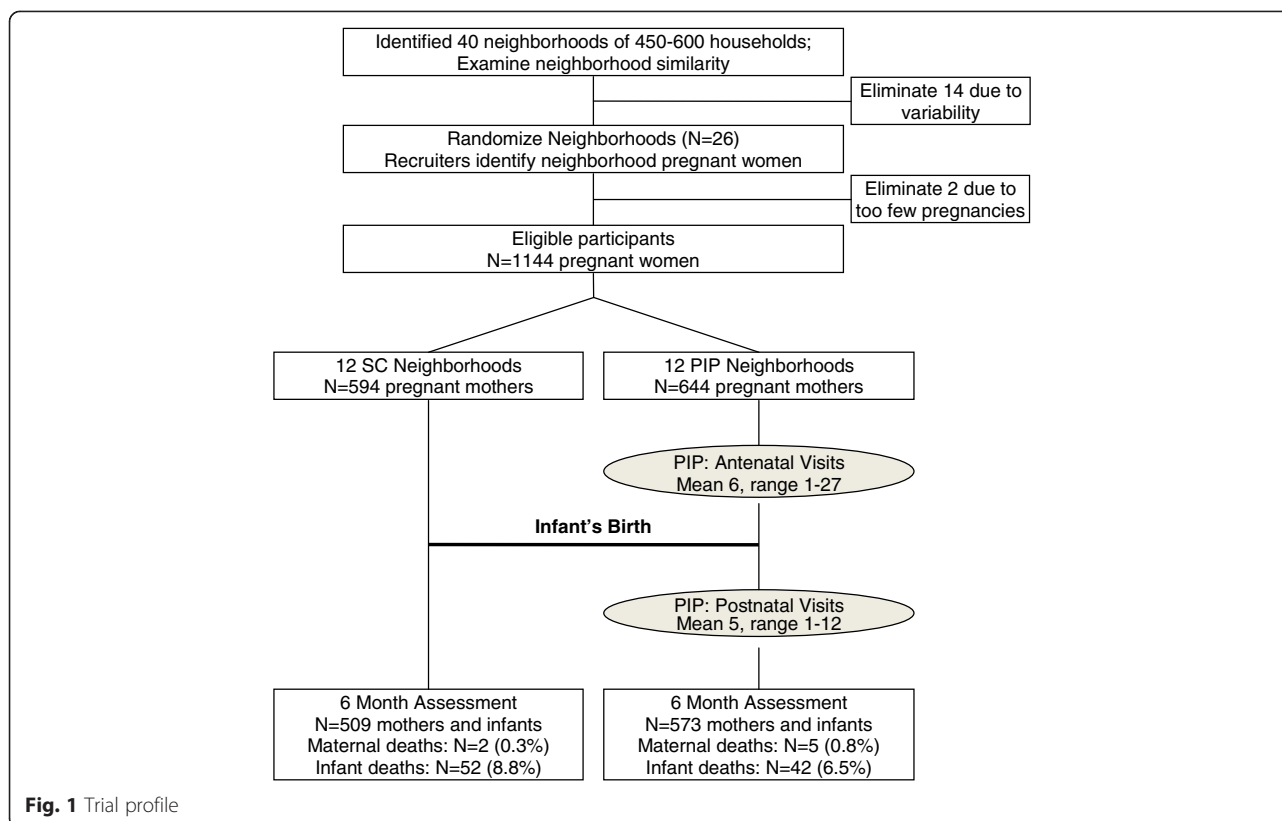 Identified 40 neighborhoods of 450-600 households;
Examine neighborhood similarity
Eliminate 14 due to
variability
Randomize Neighborhoods (N=26)
Recruiters identify neighborhood pregnant women
Eliminate 2 due to
too few pregnancies
Eligible participants
N=1144 pregnant women
12 SC Neighborhoods
N=594 pregnant mothers
12 PIP Neighborhoods
N=644 pregnant mothers
PIP: Antenatal Visits
Mean 6, range 1-27
Infant's Birth
PIP: Postnatal Visits
Mean 5, range 1-12
6 Month Assessment
N=509 mothers and infants
Maternal deaths: N=2 (0.3%)
Infant deaths: N=52 (8.8%)
6 Month Assessment
N=573 mothers and infants
Maternal deaths: N=5 (0.8%)
Infant deaths: N=42 (6.5%)
Fig. 1 Trial profile